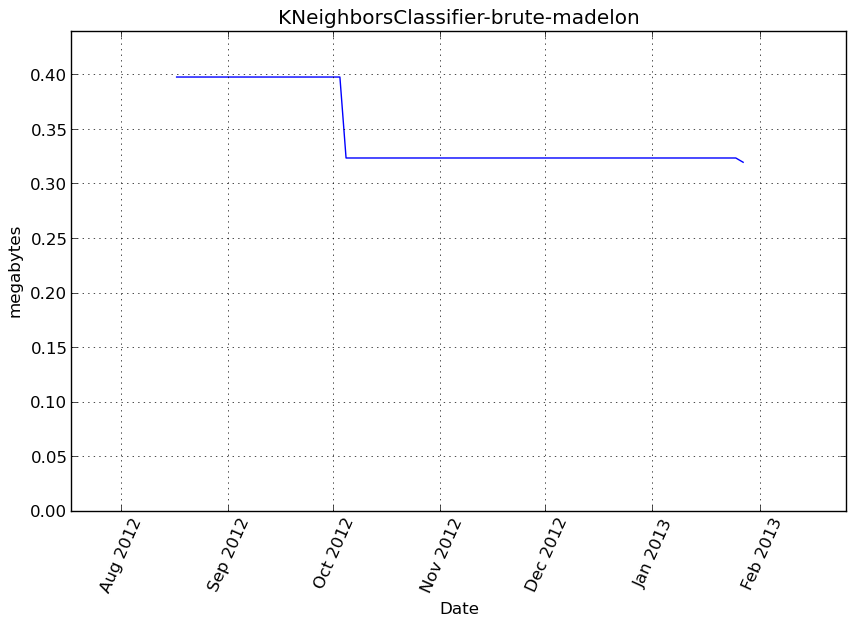 KNeighborsClassifier-brute-madelon
0.40
0.35
0.30
0.25
0.20
0.15
0.10
0.05
0.00
megabytes
Aug 2012
Sep 2012
Oct 2012
Nov 2012
Dec 2012
Jan 2013
Feb 2013
Date